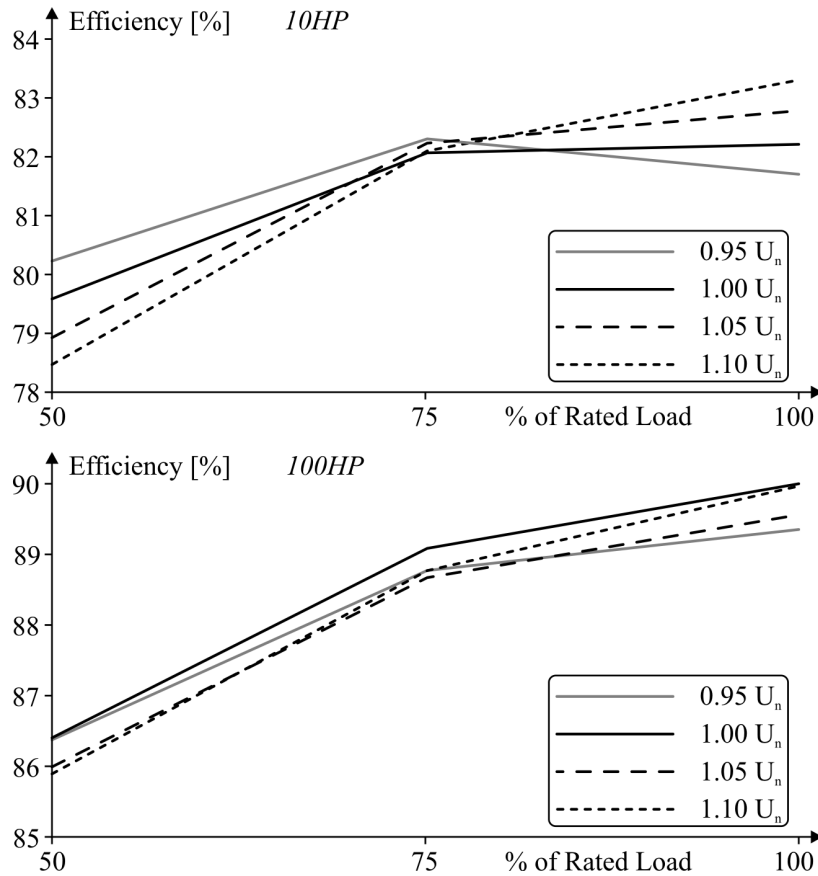 Efficiency [%] 10HP
84
83
82
81
80
79
78
0.95 Un
1.00 Un
1.05 Un
1.10 Un
50 75 % of Rated Load 100
Efficiency [%] 100HP
90
89
88
87
86
85
0.95 Un
1.00 Un
1.05 Un
1.10 Un
50 75 % of Rated Load 100